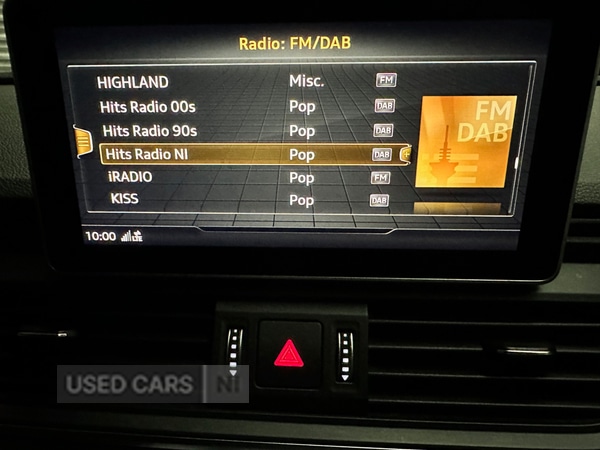 Radio: FM/DAB
HIGHLAND Misc. FM
Hits Radio 00s Pop DAB
Hits Radio 90s Pop DAB
Hits Radio NI Pop DAB
iRADIO Pop FM
KISS Pop DAB
FM
DAB
10:00 LTE
USED CARS NI